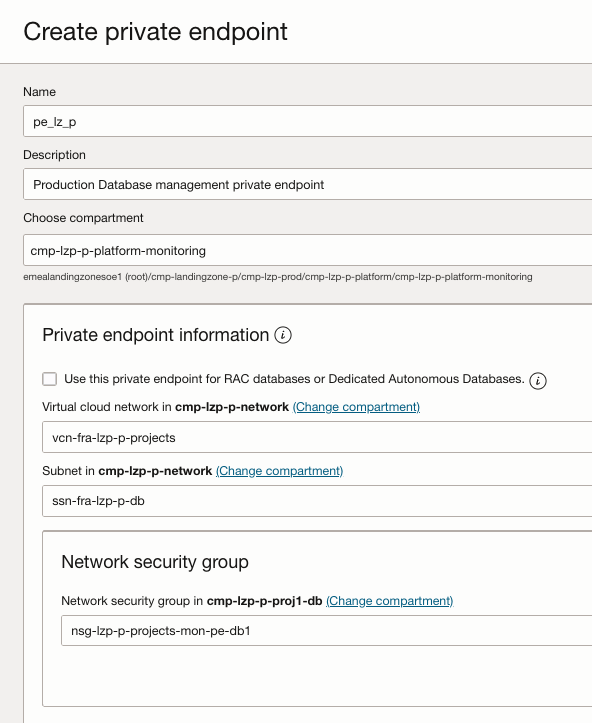 Create private endpoint
Name
pe_lz_p
Description
Production Database management private endpoint
Choose compartment
cmp-lzp-p-platform-monitoring
emealandingzonesoe1 (root)/cmp-landingzone-p/cmp-lzp-prod/cmp-lzp-p-platform/cmp-lzp-p-platform-monitoring
Private endpoint information i
Use this private endpoint for RAC databases or Dedicated Autonomous Databases. i
Virtual cloud network in cmp-lzp-p-network (Change compartment)
vcn-fra-lzp-p-projects
Subnet in cmp-lzp-p-network (Change compartment)
ssn-fra-lzp-p-db
Network security group
Network security group in cmp-lzp-p-proj1-db (Change compartment)
nsg-lzp-p-projects-mon-pe-db1